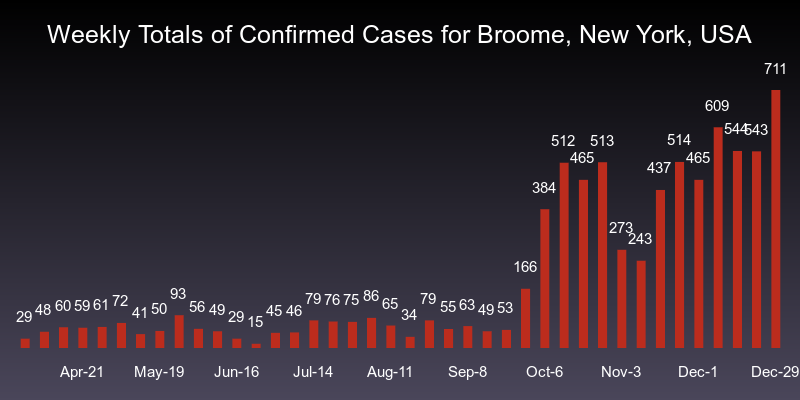 Weekly Totals of Confirmed Cases for Broome, New York, USA
29 48 60 59 61 72 41 50 93 56 49 29 15 45 46 79 76 75 86 65 34 79 55 63 49 53 166 384 512 465 513 273 243 437 514 465 609 544 543 711
Apr-21 May-19 Jun-16 Jul-14 Aug-11 Sep-8 Oct-6 Nov-3 Dec-1 Dec-29